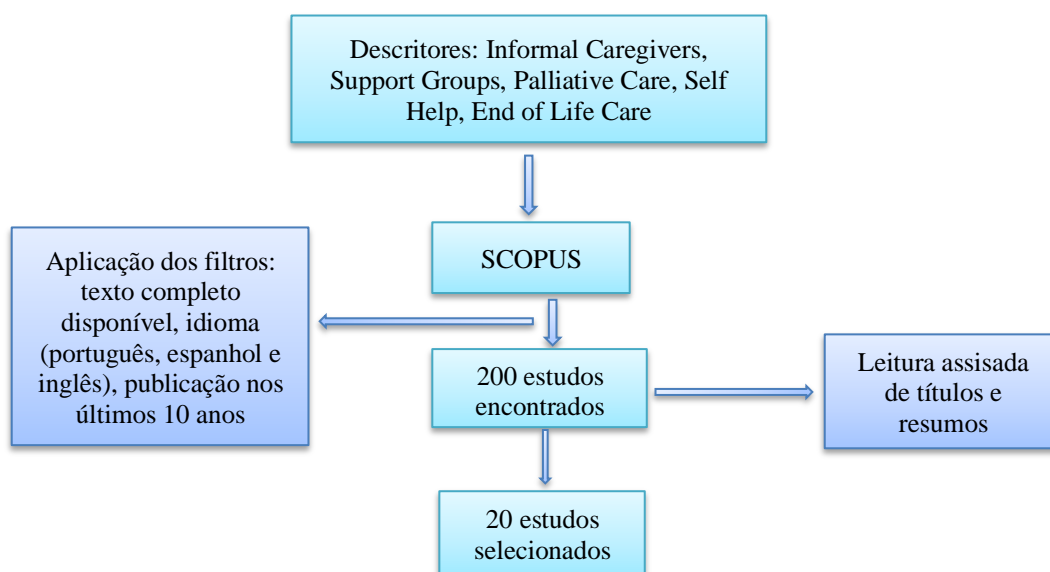 Descritores: Informal Caregivers,
Support Groups, Palliative Care, Self
Help, End of Life Care
SCOPUS
Aplicação dos filtros:
texto completo
disponível, idioma
(português, espanhol e
inglês), publicação nos
últimos 10 anos
200 estudos
encontrados
Leitura assisada
de títulos e
resumos
20 estudos
selecionados